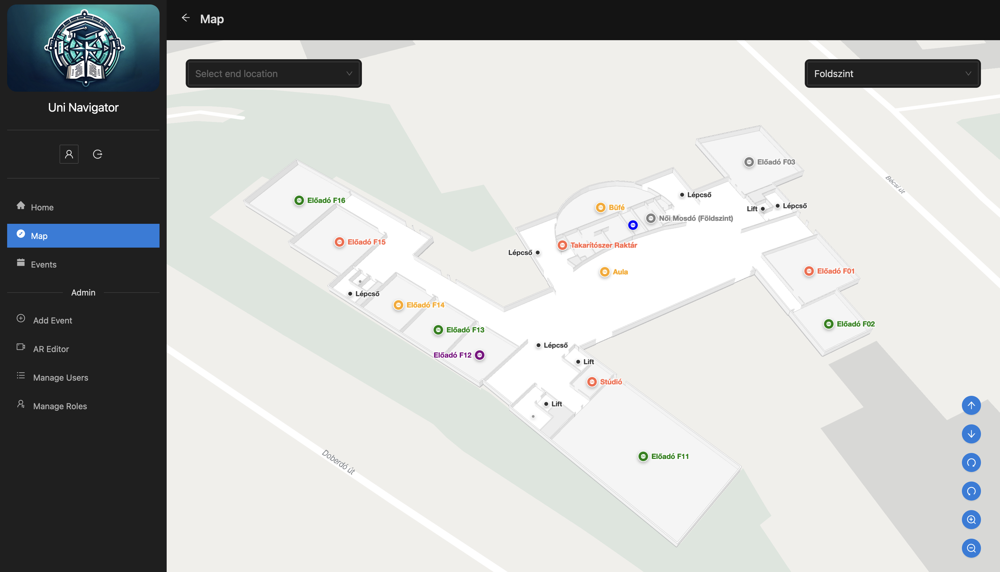 Uni Navigator
Home
Map
Events
Admin
Add Event
AR Editor
Manage Users
Manage Roles
Map
Select end location
Foldszint
Előadó F03
Bécsi út
Lépcső
Előadó F16
Büfé
Lift
Lépcső
Női Mosdó (Földszint)
Előadó F15
Takarítószer Raktár
Lépcső
Aula
Előadó F01
Lépcső
Előadó F14
Előadó F02
Előadó F13
Lépcső
Előadó F12
Lift
Stúdió
Lift
Előadó F11
Doberdó út